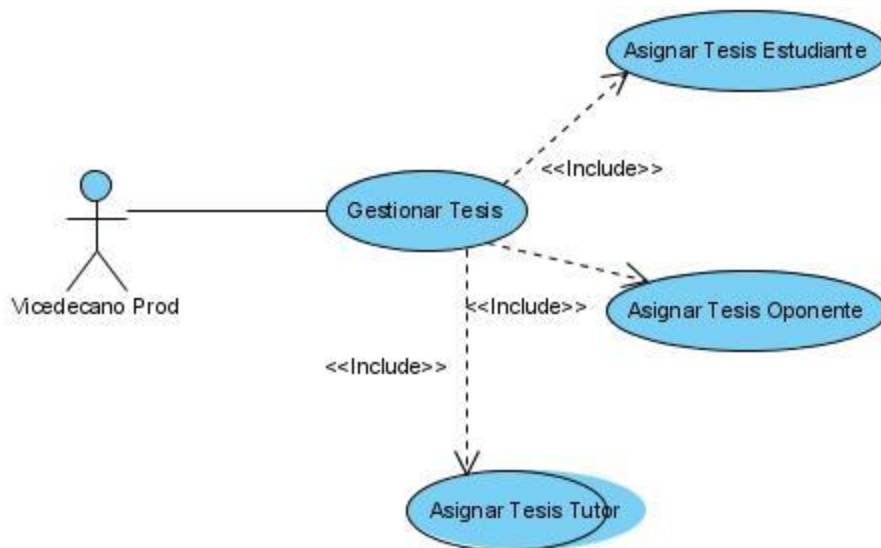 Asignar Tesis Estudiante
<<Include>>
Gestionar Tesis
Vicedecano Prod
<<Include>>
Asignar Tesis Oponente
<<Include>>
Asignar Tesis Tutor